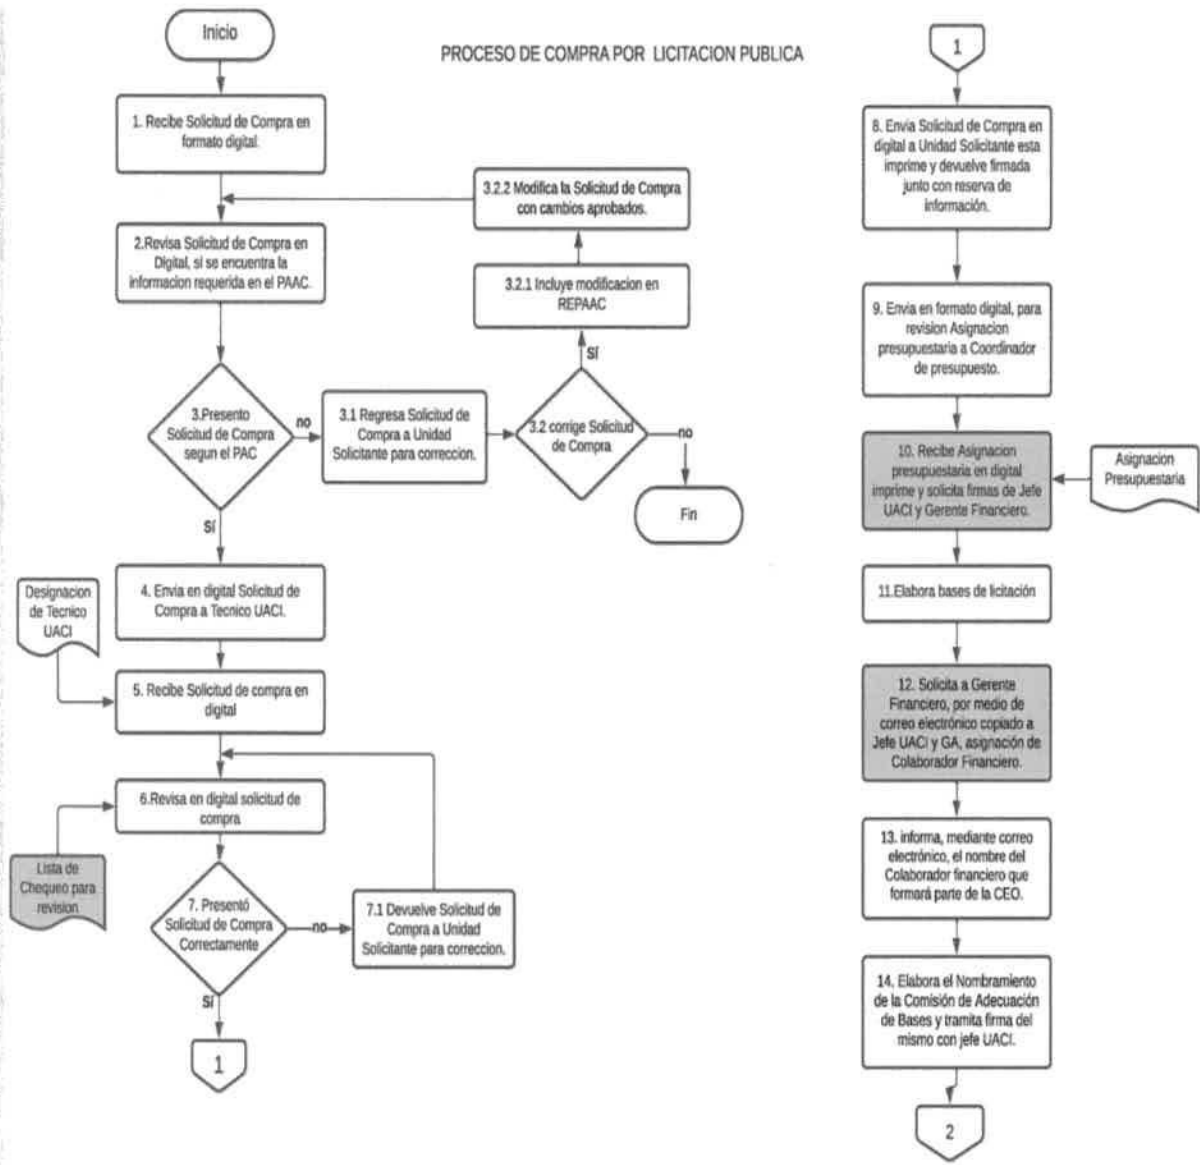 Inicio
PROCESO DE COMPRA POR LICITACION PUBLICA
1. Recibe Solicitud de Compra en
formato digital.
3.2.2 Modifica la Solicitud de Compra
con cambios aprobados.
2.Revisa Solicitud de Compra en
Digital, si se encuentra la
informacion requerida en el PAAC.
3.2.1 Incluye modificacion en
REPAAC
Sí
3.Presento
Solicitud de Compra
segun el PAC
no
3.1 Regresa Solicitud de
Compra a Unidad
Solicitante para correccion.
3.2 corrige Solicitud
de Compra
no
Fin
Sí
4. Envia en digital Solicitud de
Compra a Tecnico UACI.
Designacion
de Tecnico
UACI
5. Recibe Solicitud de compra en
digital
6.Revisa en digital solicitud de
compra
Lista de
Chequeo para
revision
7. Presentó
Solicitud de Compra
Correctamente
no
7.1 Devuelve Solicitud de
Compra a Unidad
Solicitante para correccion.
Sí
1
1
8. Envia Solicitud de Compra en
digital a Unidad Solicitante esta
imprime y devuelve firmada
junto con reserva de
información.
9. Envia en formato digital, para
revision Asignacion
presupuestaria a Coordinador
de presupuesto.
10. Recibe Asignacion
presupuestaria en digital
imprime y solicita firmas de Jefe
UACI y Gerente Financiero.
Asignacion
Presupuestaria
11.Elabora bases de licitación
12. Solicita a Gerente
Financiero, por medio de
correo electrónico copiado a
Jefe UACI y GA, asignación de
Colaborador Financiero.
13. informa, mediante correo
electrónico, el nombre del
Colaborador financiero que
formará parte de la CEO.
14. Elabora el Nombramiento
de la Comisión de Adecuación
de Bases y tramita firma del
mismo con jefe UACI.
2